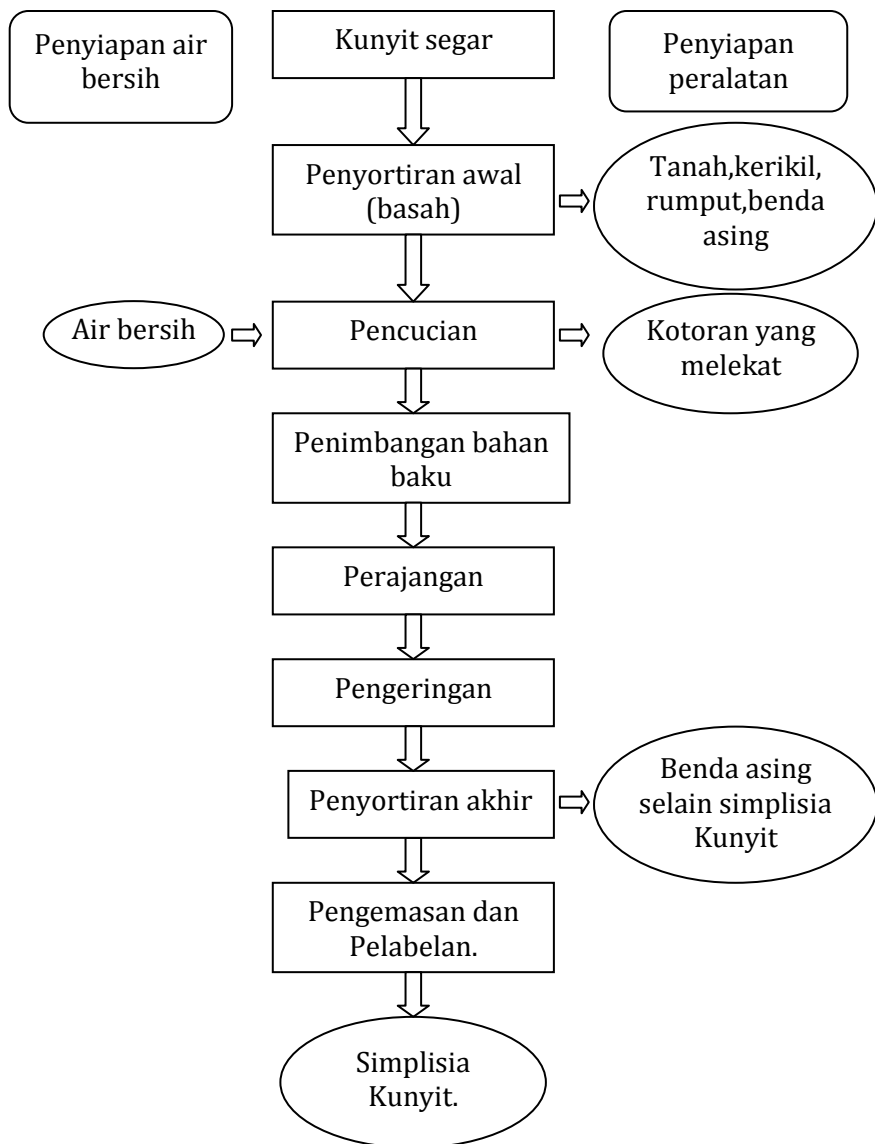 Penyiapan air
bersih
Kunyit segar
Penyiapan
peralatan
Penyortiran awal
(basah)
Tanah,kerikil,
rumput,benda
asing
Air bersih
Pencucian
Kotoran yang
melekat
Penimbangan bahan
baku
Perajangan
Pengeringan
Penyortiran akhir
Benda asing
selain simplisia
Kunyit
Pengemasan dan
Pelabelan.
Simplisia
Kunyit.